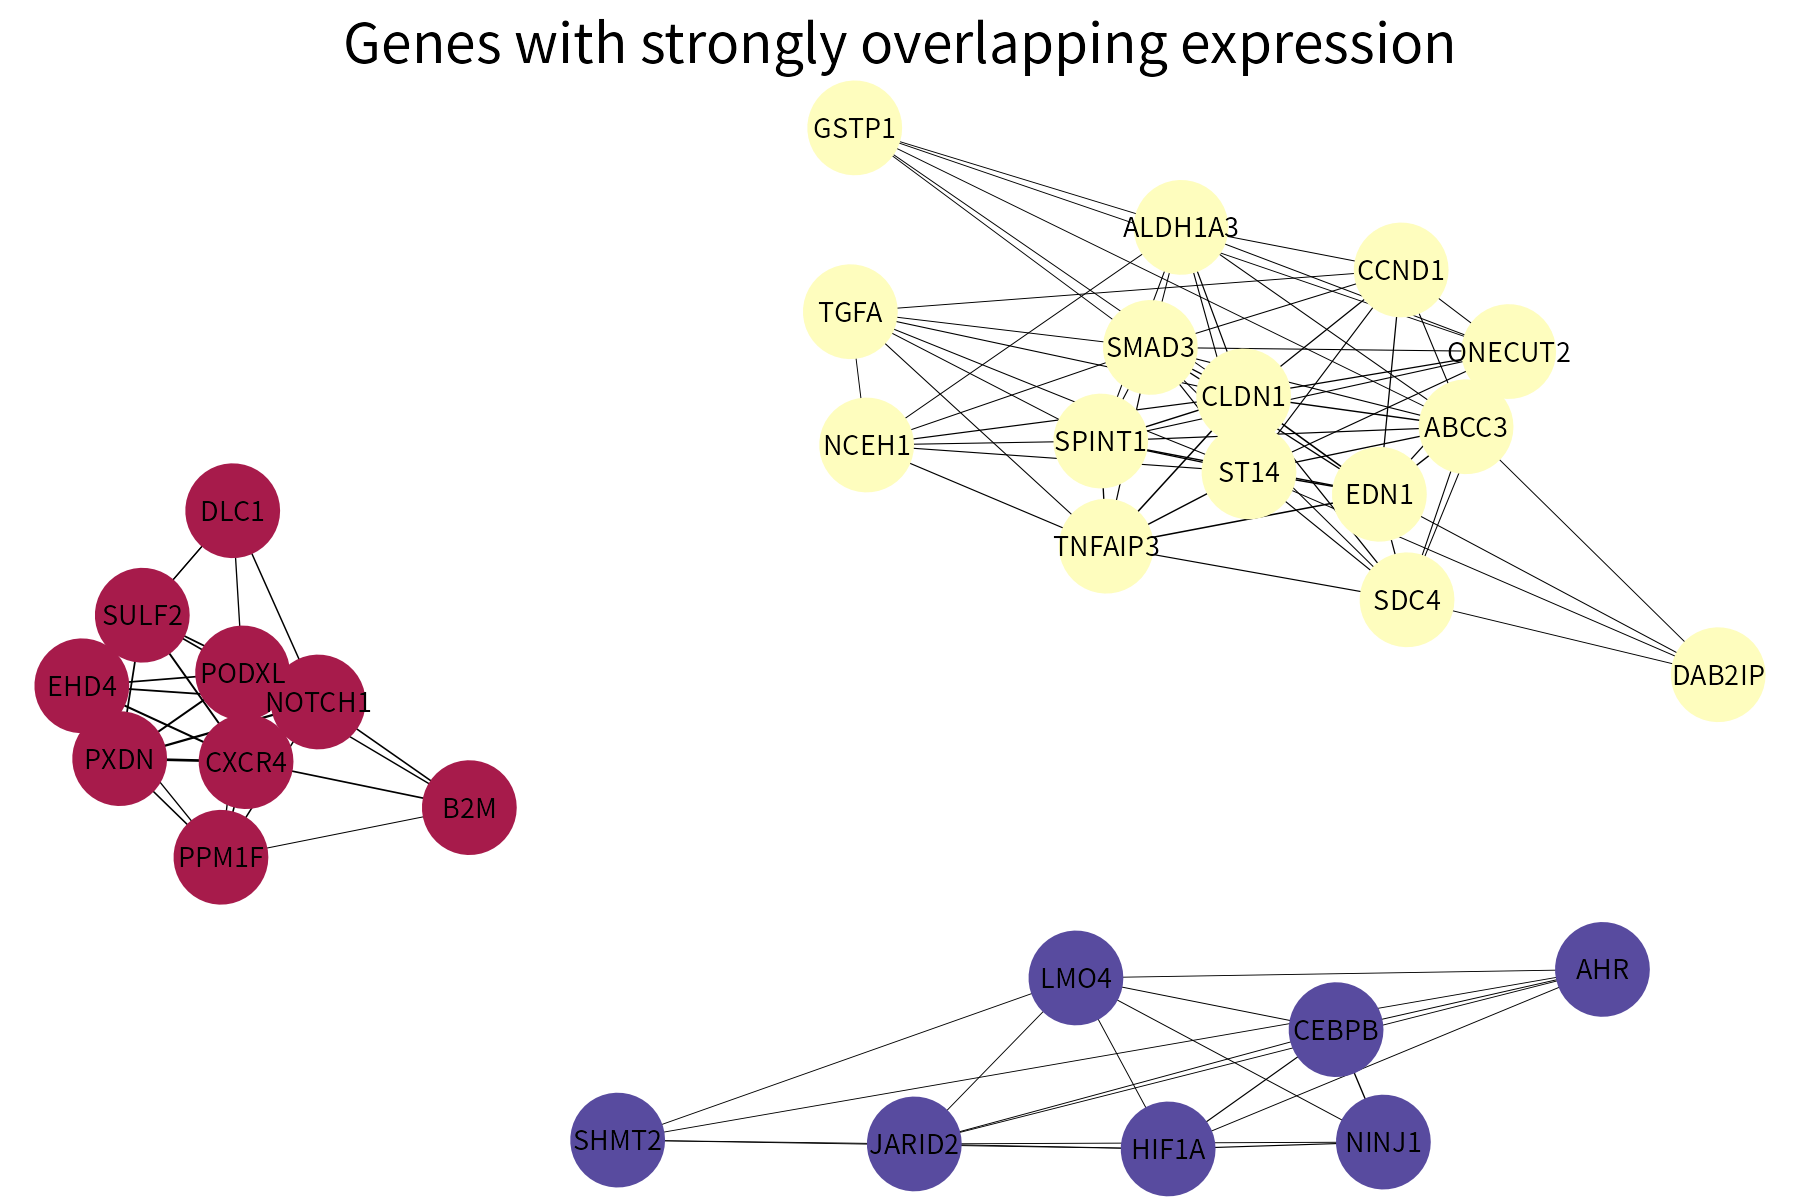 Genes with strongly overlapping expression
GSTP1
ALDH1A3
CCND1
TGFA
SMAD3
ONECUT2
CLDN1
ABCC3
SPINT1
NCEH1
ST14
EDN1
TNFAIP3
SDC4
DAB2IP
DLC1
SULF2
PODXL
EHD4
NOTCH1
PXDN
CXCR4
B2M
PPM1F
LMO4
AHR
CEBPB
SHMT2
JARID2
HIF1A
NINJ1